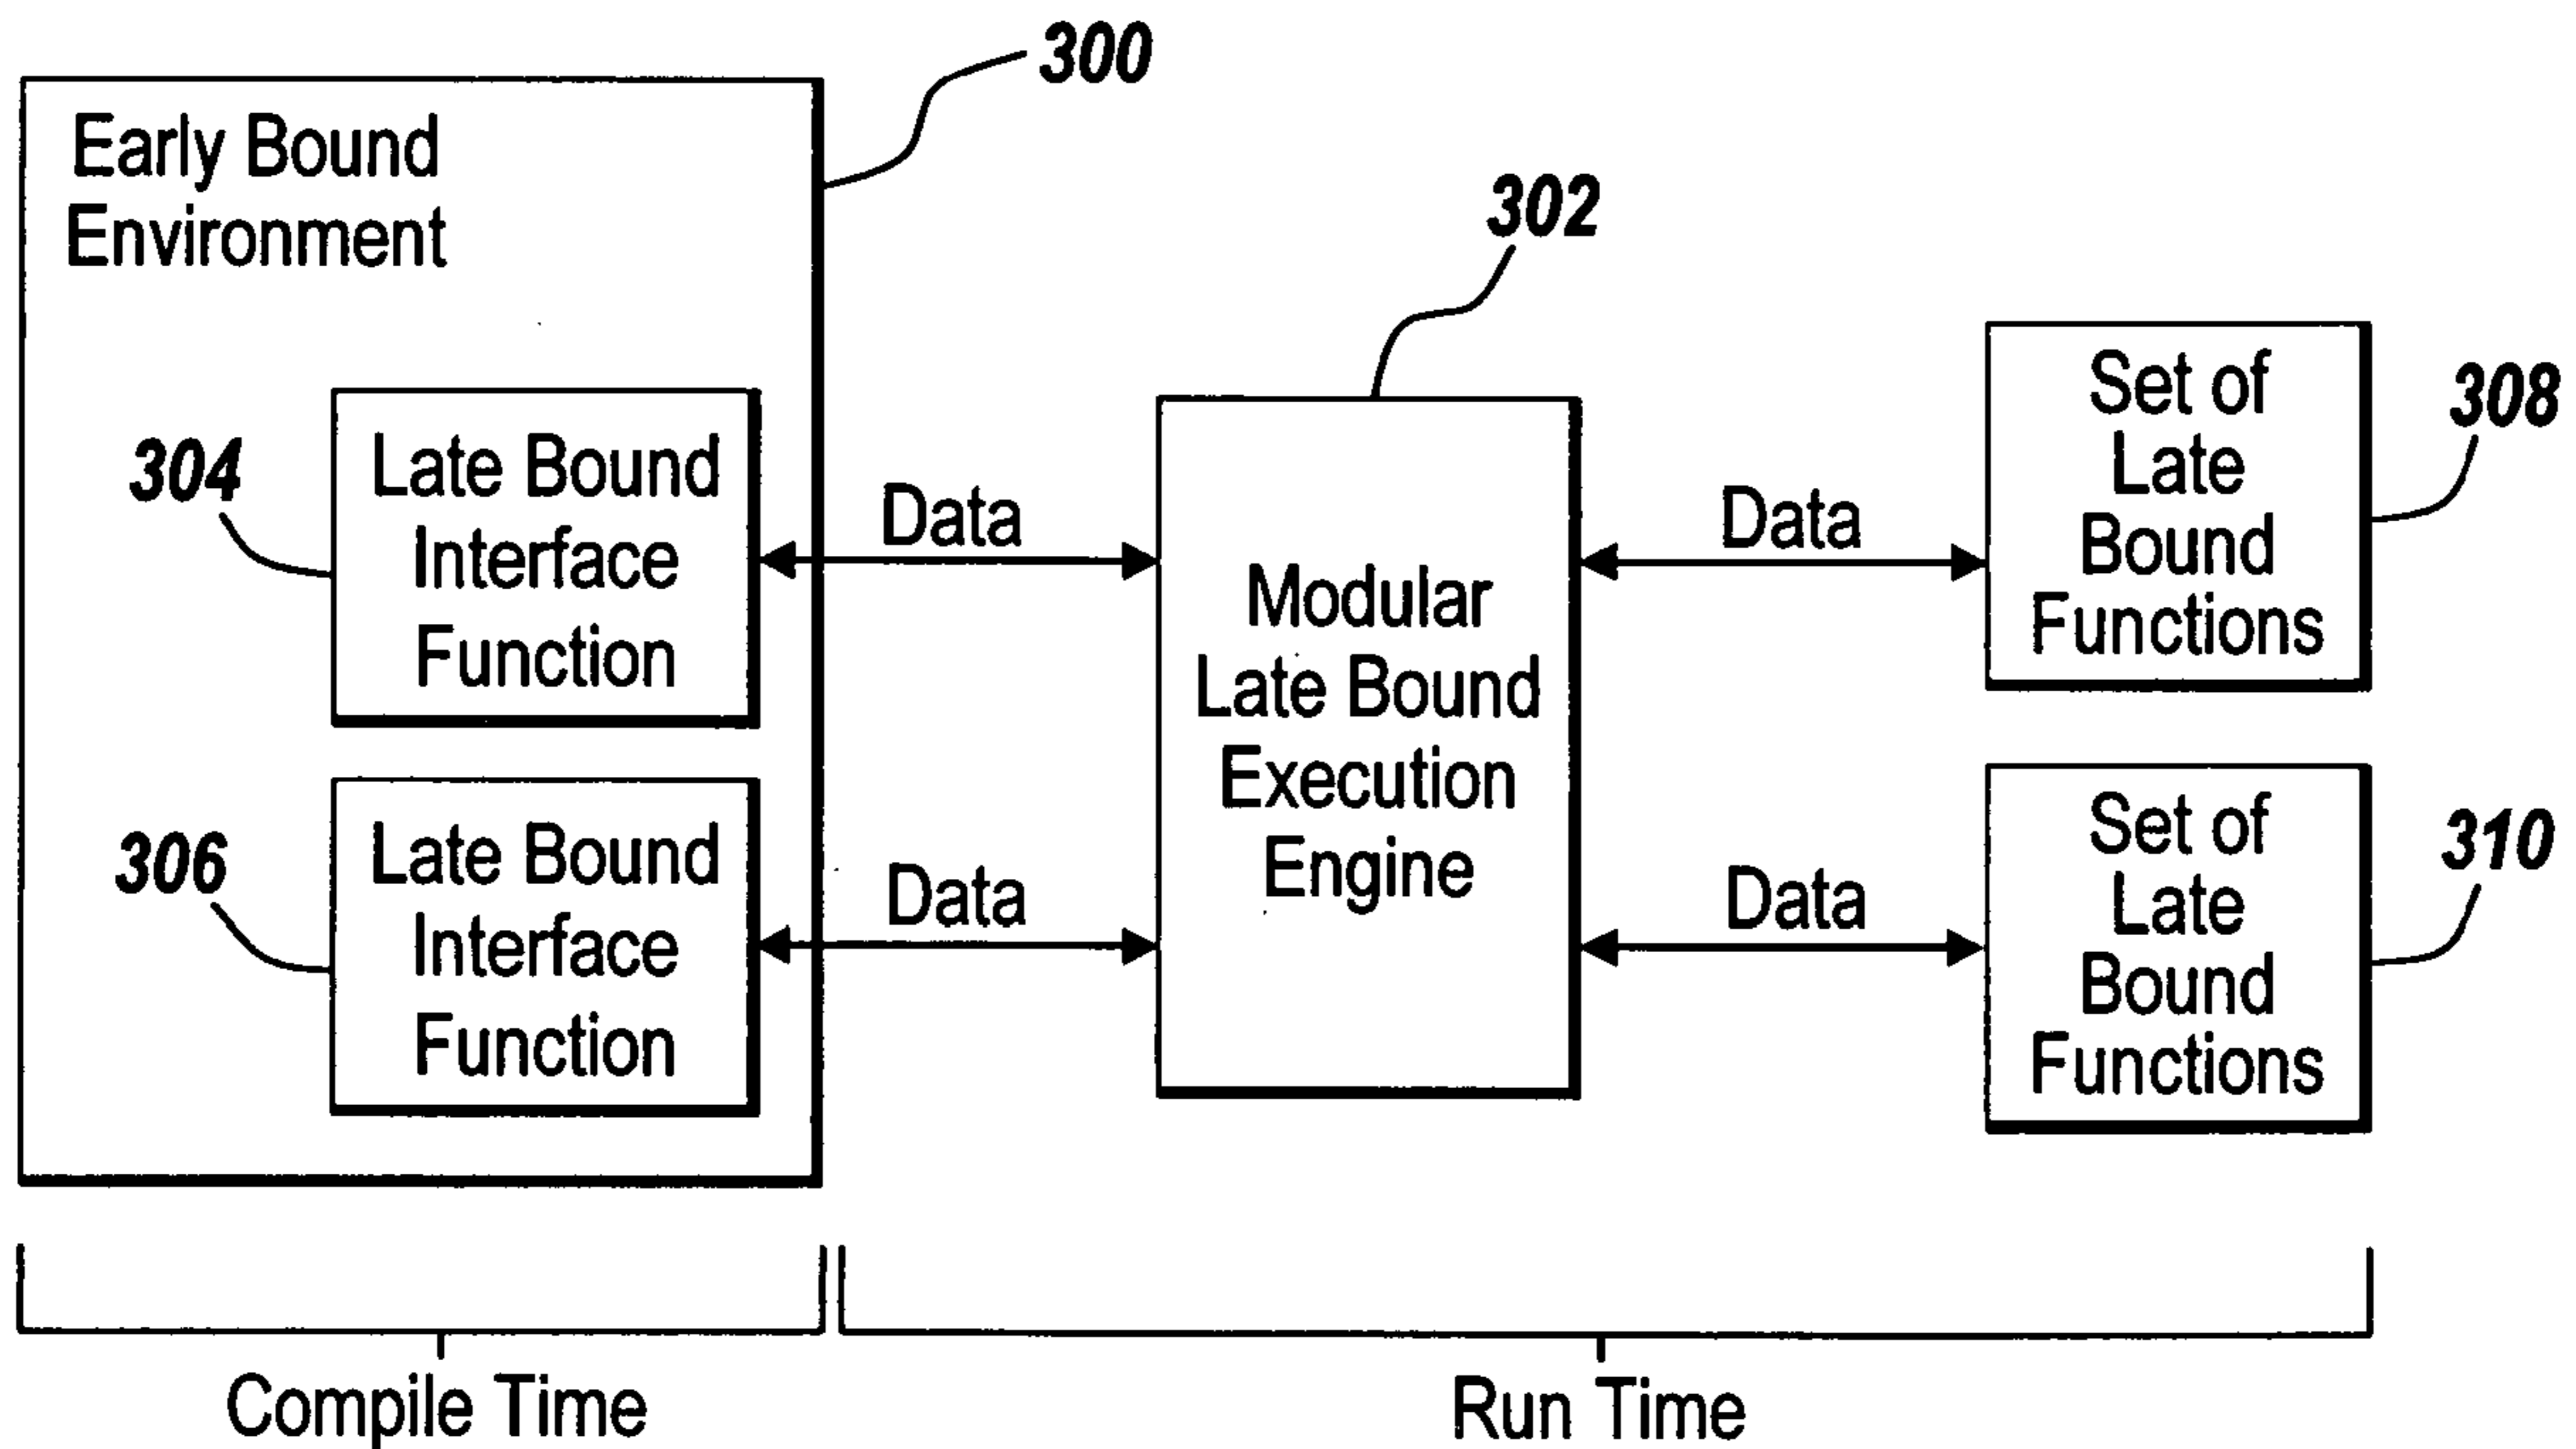 300
Early Bound
Environment
302
304
Late Bound
Interface
Function
Data
Modular
Late Bound
Execution
Engine
Data
Set of
Late
Bound
Functions
308
306
Late Bound
Interface
Function
Data
Data
Set of
Late
Bound
Functions
310
Compile Time
Run Time